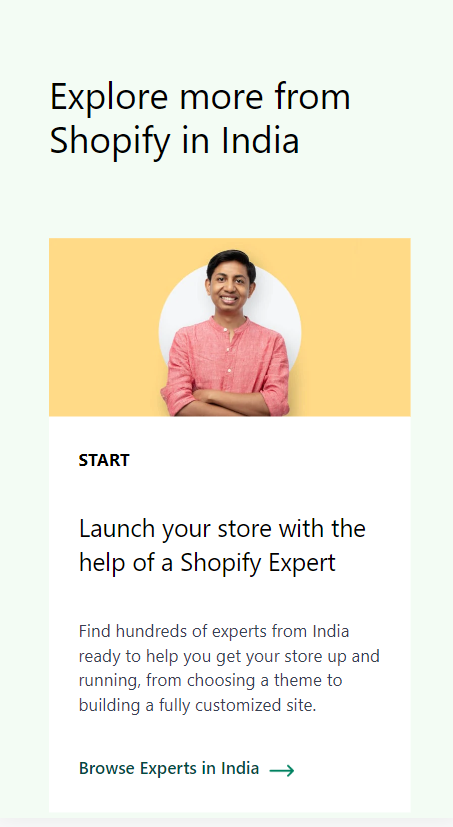 Explore more from
Shopify in India
START
Launch your store with the
help of a Shopify Expert
Find hundreds of experts from India
ready to help you get your store up and
running, from choosing a theme to
building a fully customized site.
Browse Experts in India